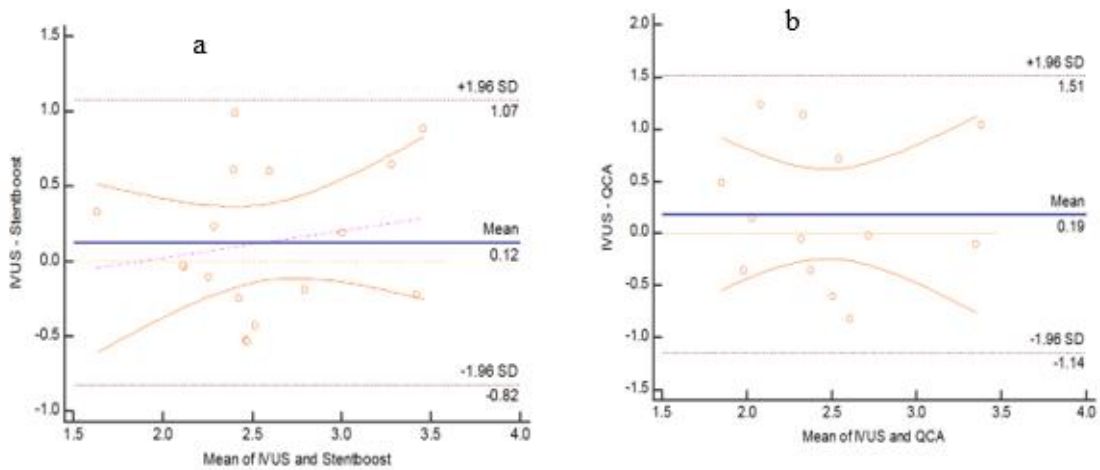 a
1.5
1.0
0.5
0.0
-0.5
-1.0
IVUS - Stentboost
+1.96 SD
1.07
Mean
0.12
-1.96 SD
-0.82
1.5 2.0 2.5 3.0 3.5 4.0
Mean of IVUS and Stentboost
b
2.0
1.5
1.0
0.5
0.0
-0.5
-1.0
-1.5
IVUS - QCA
+1.96 SD
1.51
Mean
0.19
-1.96 SD
-1.14
1.5 2.0 2.5 3.0 3.5 4.0
Mean of IVUS and QCA